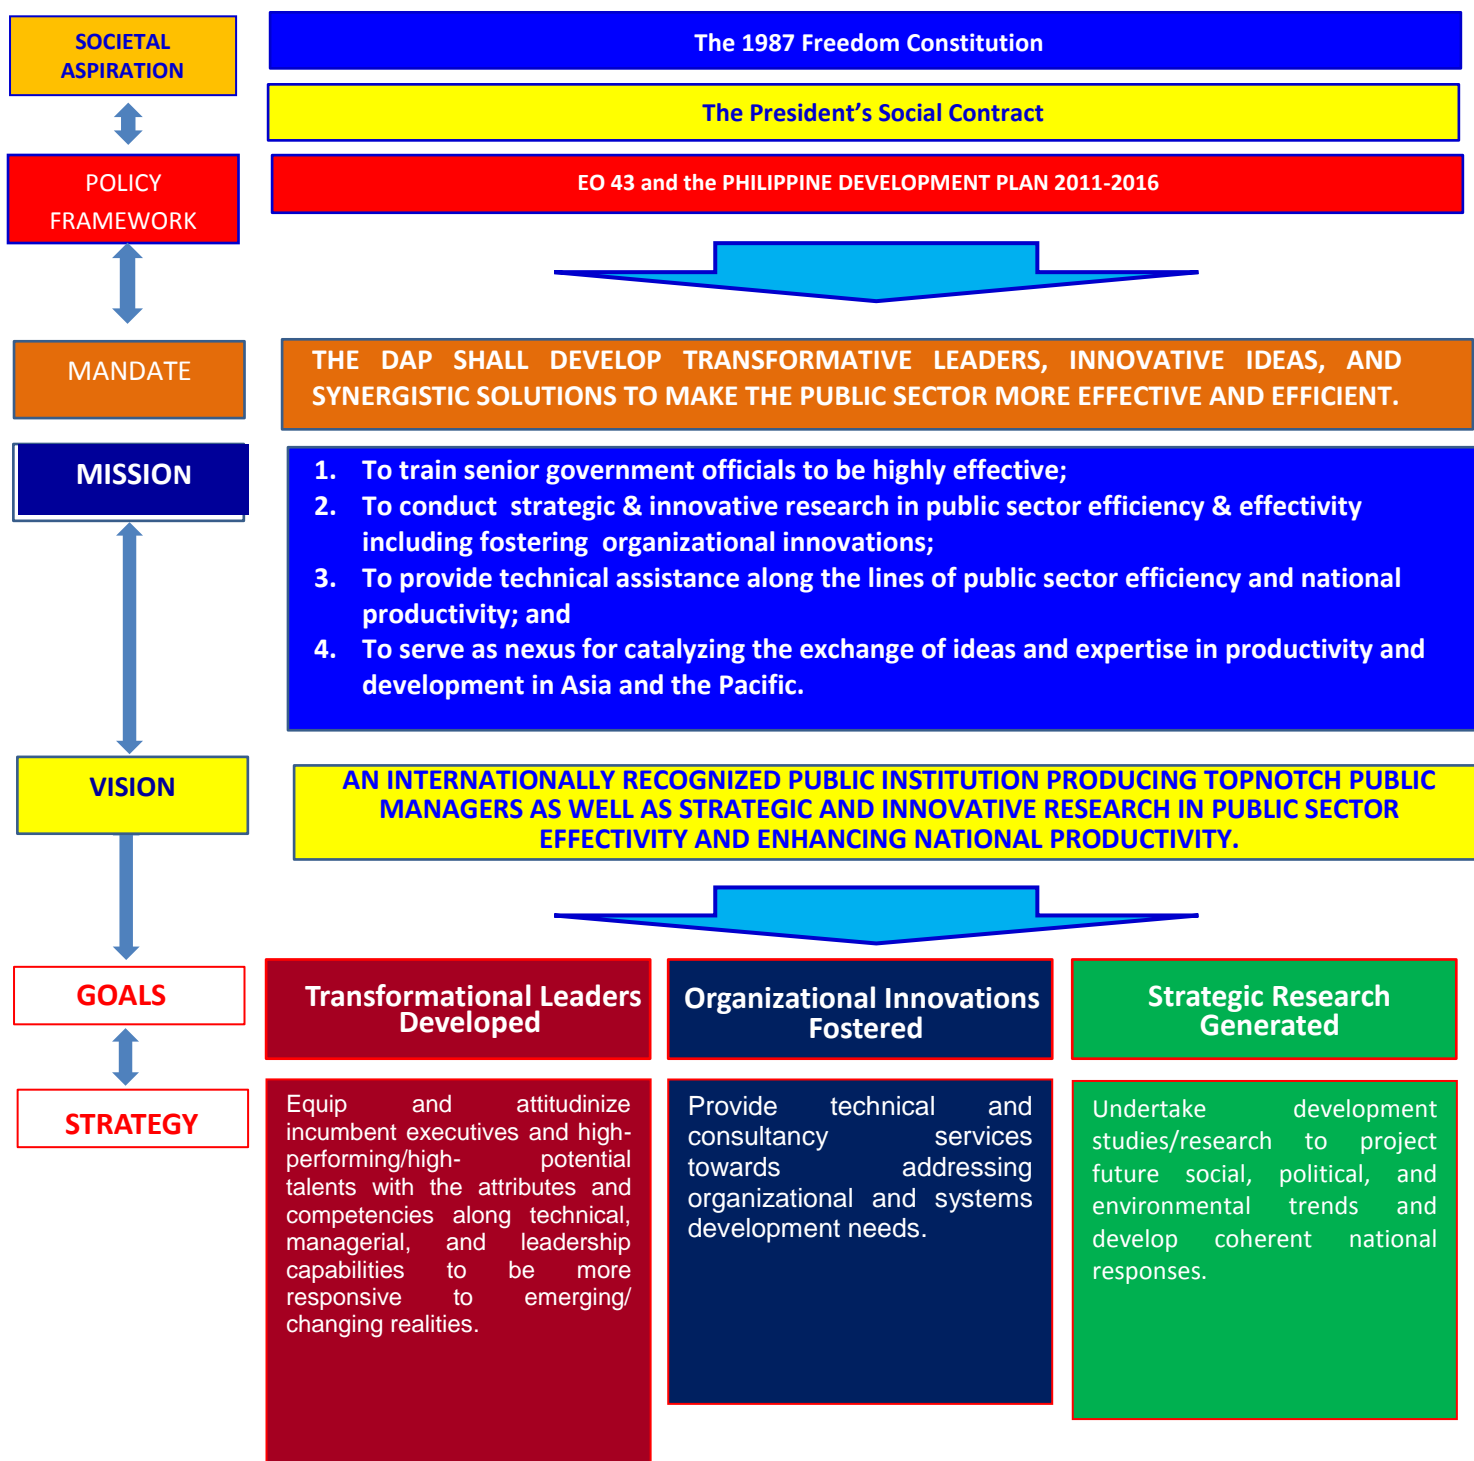 SOCIETAL
ASPIRATION
The 1987 Freedom Constitution
The President’s Social Contract
POLICY
FRAMEWORK
EO 43 and the PHILIPPINE DEVELOPMENT PLAN 2011-2016
MANDATE
THE DAP SHALL DEVELOP TRANSFORMATIVE LEADERS, INNOVATIVE IDEAS, AND
SYNERGISTIC SOLUTIONS TO MAKE THE PUBLIC SECTOR MORE EFFECTIVE AND EFFICIENT.
MISSION
1. To train senior government officials to be highly effective;
2. To conduct strategic & innovative research in public sector efficiency & effectivity
including fostering organizational innovations;
3. To provide technical assistance along the lines of public sector efficiency and national
productivity; and
4. To serve as nexus for catalyzing the exchange of ideas and expertise in productivity and
development in Asia and the Pacific.
VISION
AN INTERNATIONALLY RECOGNIZED PUBLIC INSTITUTION PRODUCING TOPNOTCH PUBLIC
MANAGERS AS WELL AS STRATEGIC AND INNOVATIVE RESEARCH IN PUBLIC SECTOR
EFFECTIVITY AND ENHANCING NATIONAL PRODUCTIVITY.
GOALS
Transformational Leaders
Developed
Organizational Innovations
Fostered
Strategic Research
Generated
STRATEGY
Equip and attitudinize
incumbent executives and high-
performing/high- potential
talents with the attributes and
competencies along technical,
managerial, and leadership
capabilities to be more
responsive to emerging/
changing realities.
Provide technical and
consultancy services
towards addressing
organizational and systems
development needs.
Undertake development
studies/research to project
future social, political, and
environmental trends and
develop coherent national
responses.